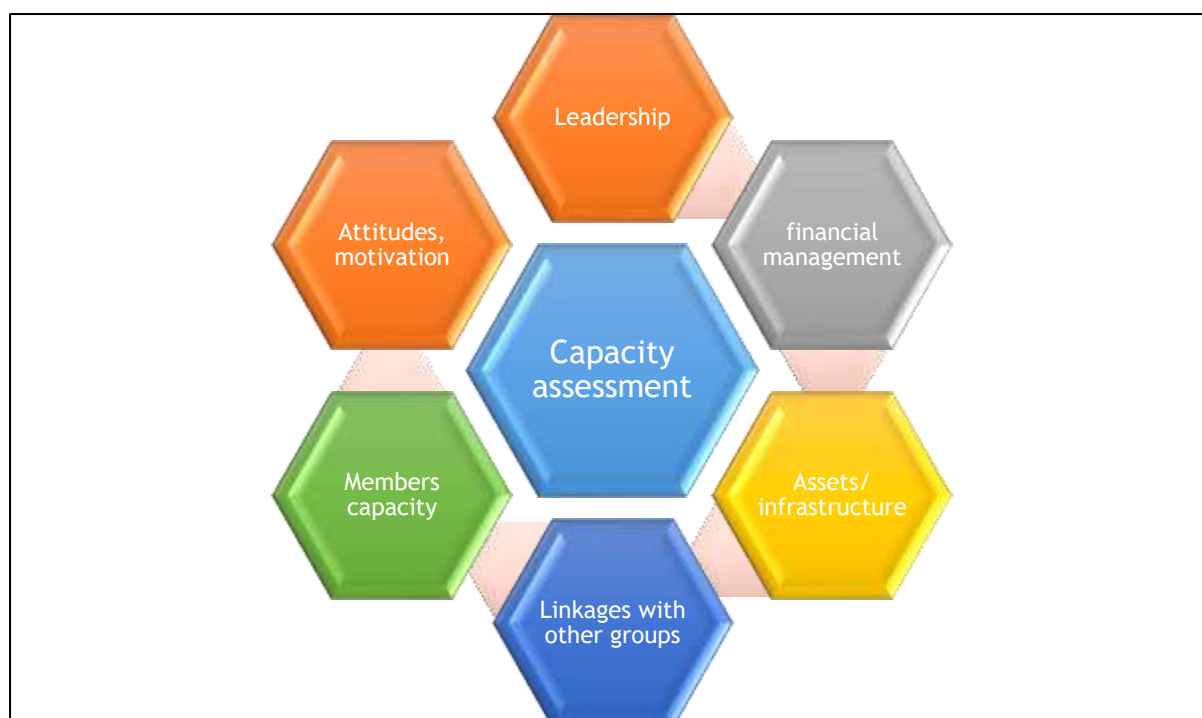 Leadership
Attitudes,
motivation
financial
management
Capacity
assessment
Members
capacity
Assets/
infrastructure
Linkages with
other groups